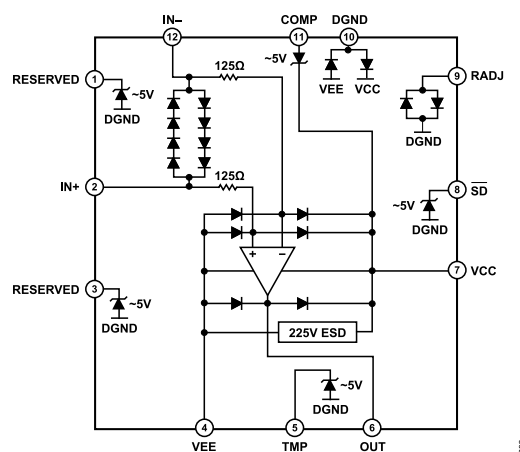 IN–
COMP
DGND
12
11
10
125Ω
~5V
VEE
VCC
RESERVED
1
~5V
DGND
9
RADJ
DGND
125Ω
IN+
2
8
SD
~5V
DGND
+
–
7
VCC
RESERVED
3
~5V
DGND
225V ESD
~5V
DGND
4
5
6
VEE
TMP
OUT